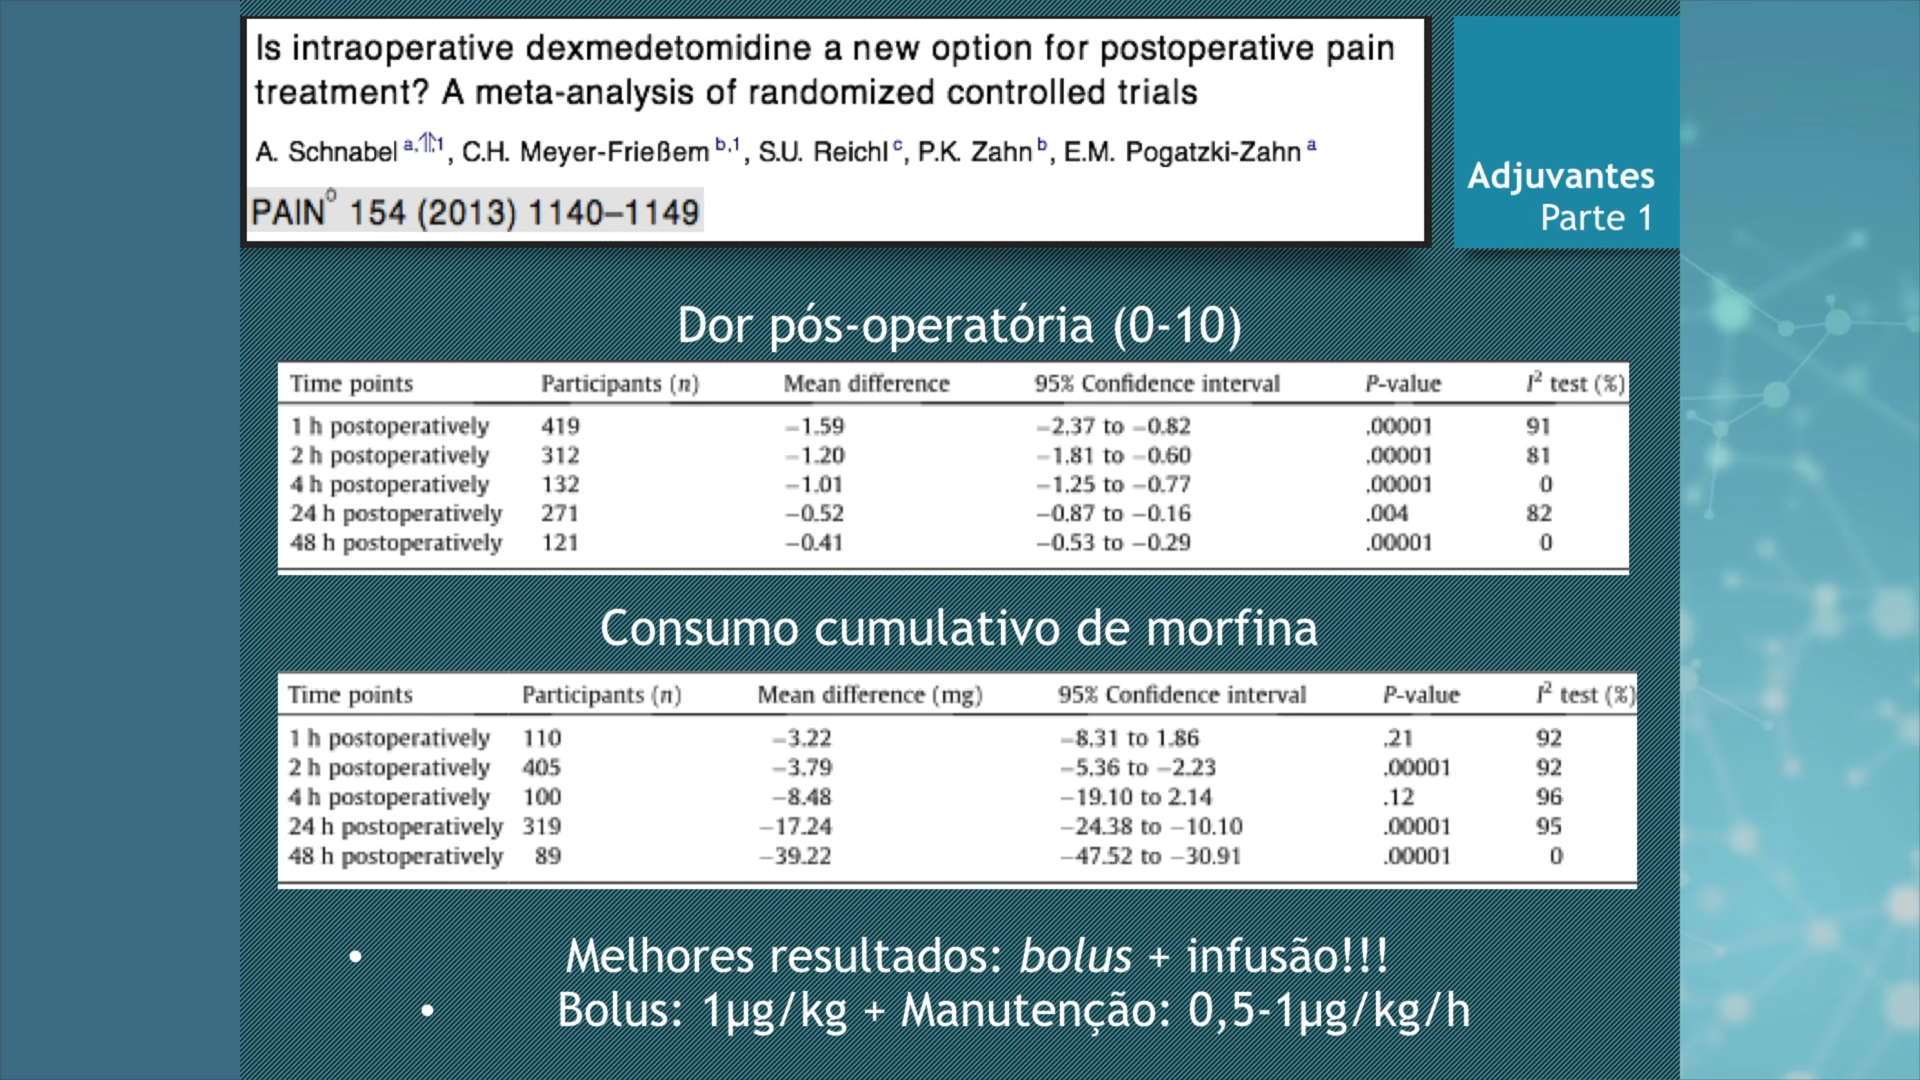 Is intraoperative dexmedetomidine a new option for postoperative pain
treatment? A meta-analysis of randomized controlled trials
A. Schnabel a,⇑,1, C.H. Meyer-Frießem b,1, S.U. Reichl c, P.K. Zahn b, E.M. Pogatzki-Zahn a
PAIN 154 (2013) 1140–1149
Adjuvantes
Parte 1
Dor pós-operatória (0-10)
Time points Participants (n) Mean difference 95% Confidence interval P-value I² test (%)
1 h postoperatively 419 −1.59 −2.37 to −0.82 .00001 91
2 h postoperatively 312 −1.20 −1.81 to −0.60 .00001 81
4 h postoperatively 132 −1.01 −1.25 to −0.77 .00001 0
24 h postoperatively 271 −0.52 −0.87 to −0.16 .004 82
48 h postoperatively 121 −0.41 −0.53 to −0.29 .00001 0
Consumo cumulativo de morfina
Time points Participants (n) Mean difference (mg) 95% Confidence interval P-value I² test (%)
1 h postoperatively 110 −3.22 −8.31 to 1.86 .21 92
2 h postoperatively 405 −3.79 −5.36 to −2.23 .00001 92
4 h postoperatively 100 −8.48 −19.10 to 2.14 .12 96
24 h postoperatively 319 −17.24 −24.38 to −10.10 .00001 95
48 h postoperatively 89 −39.22 −47.52 to −30.91 .00001 0
• Melhores resultados: bolus + infusão!!!
• Bolus: 1µg/kg + Manutenção: 0,5-1µg/kg/h